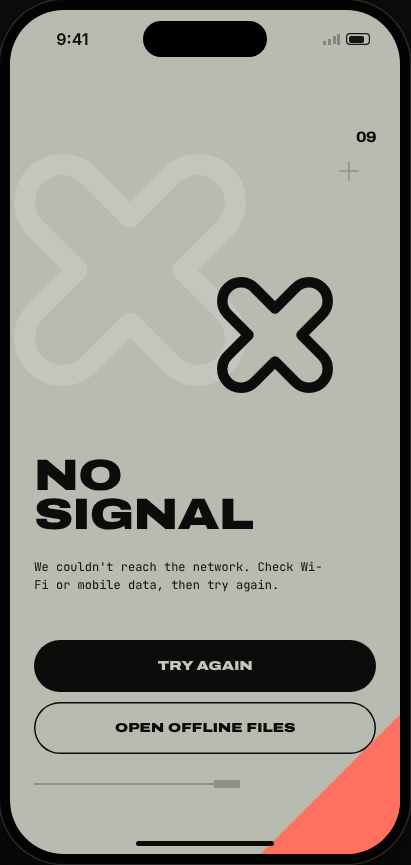 9:41
09
NO
SIGNAL
We couldn't reach the network. Check Wi-
Fi or mobile data, then try again.
TRY AGAIN
OPEN OFFLINE FILES